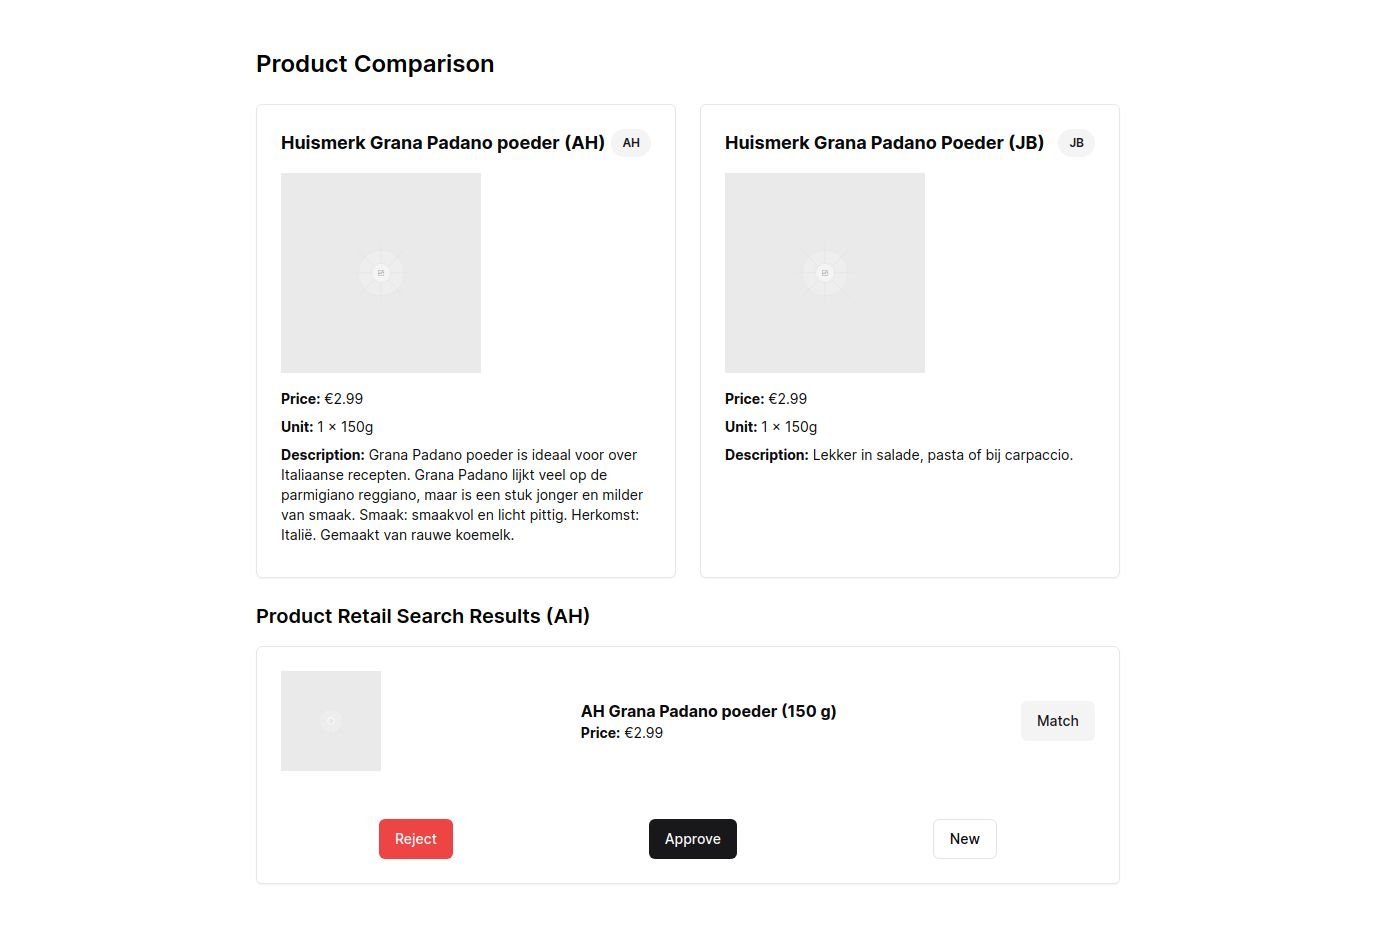 Product Comparison
Huismerk Grana Padano poeder (AH)
AH
Price: €2.99
Unit: 1 × 150g
Description: Grana Padano poeder is ideaal voor over
Italiaanse recepten. Grana Padano lijkt veel op de
parmigiano reggiano, maar is een stuk jonger en milder
van smaak. Smaak: smaakvol en licht pittig. Herkomst:
Italië. Gemaakt van rauwe koemelk.
Huismerk Grana Padano Poeder (JB)
JB
Price: €2.99
Unit: 1 × 150g
Description: Lekker in salade, pasta of bij carpaccio.
Product Retail Search Results (AH)
AH Grana Padano poeder (150 g)
Price: €2.99
Match
Reject
Approve
New